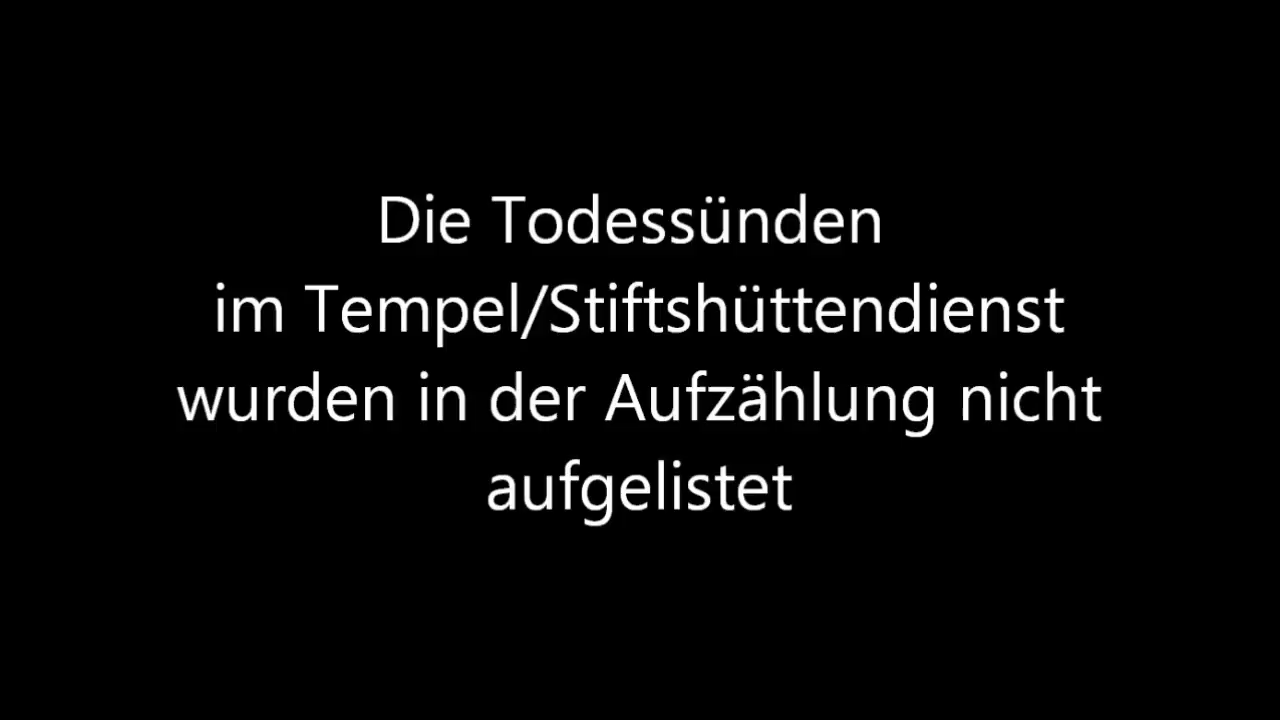 Die Todessünden
im Tempel/Stiftshüttendienst
wurden in der Aufzählung nicht
aufgelistet